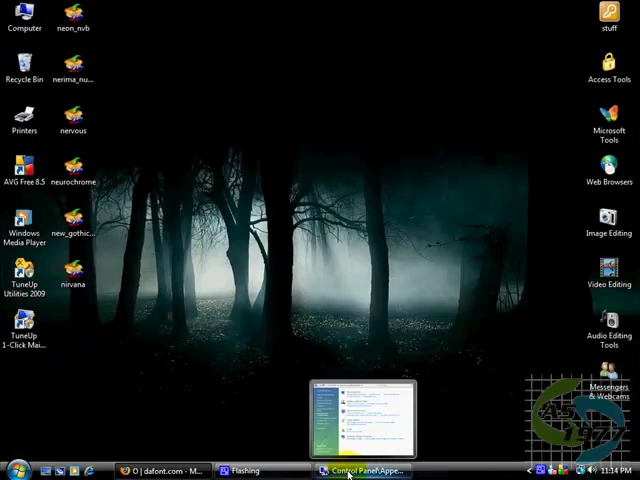 Computer
neon_nvb
stuff
Recycle Bin
nerima_nu...
Access Tools
Printers
nervous
Microsoft
Tools
AVG Free 8.5
neurochrome
Web Browsers
Windows
Media Player
new_gothic...
Image Editing
TuneUp
Utilities 2009
nirvana
Video Editing
TuneUp
1-Click Mai...
Audio Editing
Tools
Messengers
& Webcams
1977
O | dafont.com - M...
Flashing
Control Panel\Appe...
11:14 PM